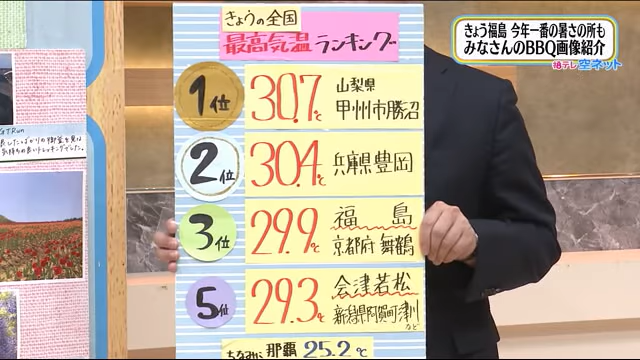 きょう福島 今年一番の暑さの所も
みなさんのBBQ画像紹介
福テレ空ネット
きょうの全国
最高気温ランキング
1位 30.7℃ 山梨県
甲州市勝沼
2位 30.4℃ 兵庫県豊岡
3位 29.9℃ 福島
京都府 舞鶴
5位 29.3℃ 会津若松
新潟県阿賀町津川
など
ちなみに 那覇 25.2℃
GTRun